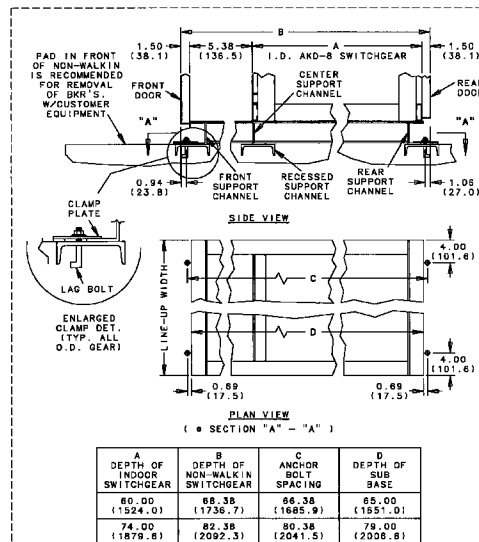 B
1.50
(38.1)
5.38
(136.5)
A
I.D. AKD-8 SWITCHGEAR
1.50
(38.1)
PAD IN FRONT
OF NON-WALKIN
IS RECOMMENDED
FOR REMOVAL
OF BKR'S.
W/CUSTOMER
EQUIPMENT
FRONT
DOOR
CENTER
SUPPORT
CHANNEL
REAR
DOOR
"A"
"A"
0.94
(23.8)
FRONT
SUPPORT
CHANNEL
RECESSED
SUPPORT
CHANNEL
REAR
SUPPORT
CHANNEL
1.06
(27.0)
CLAMP
PLATE
SIDE VIEW
LAG BOLT
ENLARGED
CLAMP DET.
(TYP. ALL
O.D. GEAR)
LINE-UP WIDTH
C
D
4.00
(101.6)
4.00
(101.6)
0.69
(17.5)
0.69
(17.5)
PLAN VIEW
( @ SECTION "A" - "A" )
A DEPTH OF INDOOR SWITCHGEAR B DEPTH OF NON-WALKIN SWITCHGEAR C ANCHOR BOLT SPACING D DEPTH OF SUB BASE
60.00 68.38 66.38 65.00
(1524.0) (1736.7) (1685.9) (1651.0)
74.00 82.38 80.38 79.00
(1879.6) (2092.3) (2041.5) (2006.6)